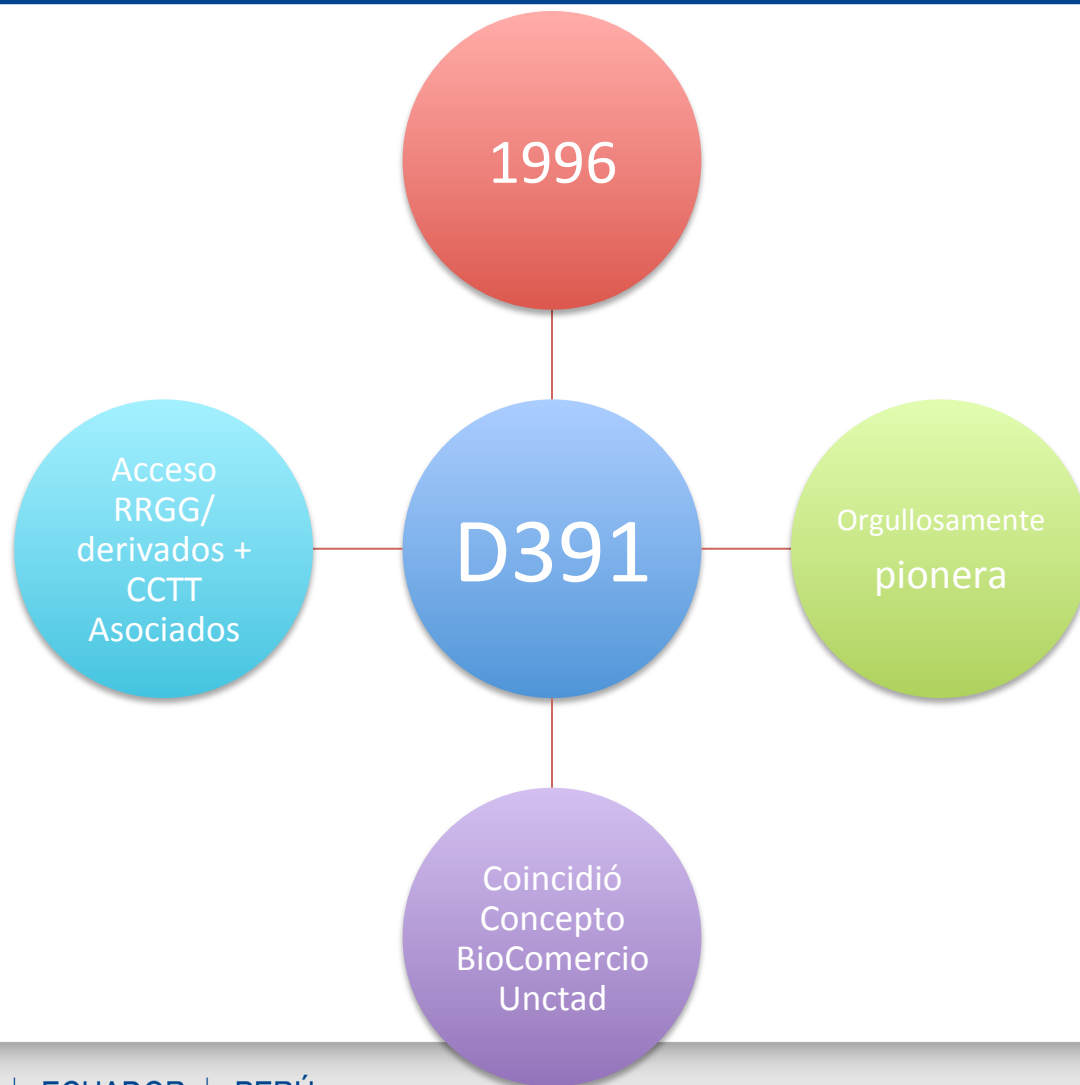 1996
Acceso
RRGG/
derivados +
CCTT
Asociados
D391
Orgullosamente
pionera
Coincidió
Concepto
BioComercio
Unctad
| ECUADOR | PERÚ